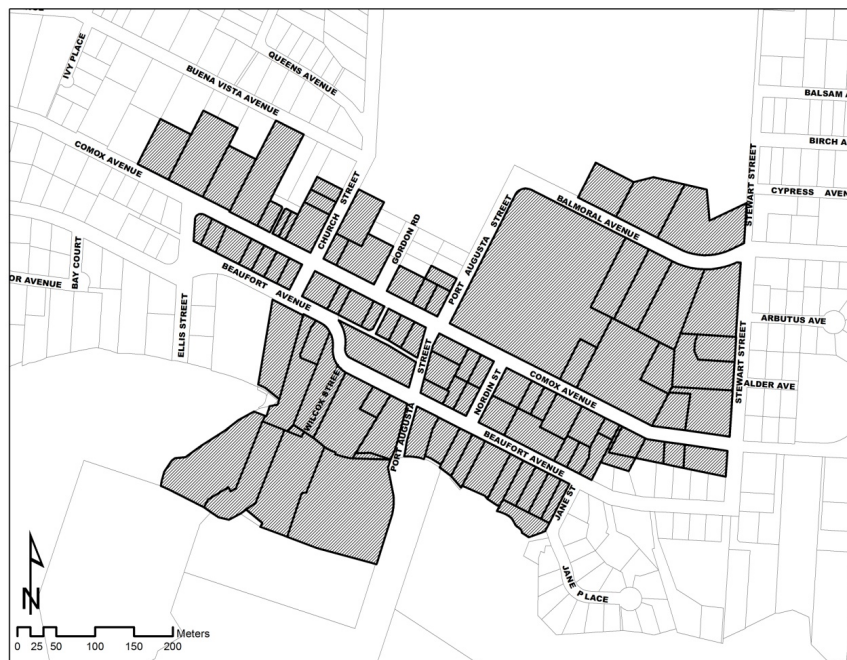 IVY PLACE
QUEENS AVENUE
BUENA VISTA AVENUE
BALSAM A
BIRCH A
COMOX AVENUE
CYPRESS AVEN
STEWART STREET
CHURCH STREET
GORDON RD
PORT AUGUSTA STREET
BALMORAL AVENUE
BAY COURT
OR AVENUE
BEAUFORT AVENUE
ELLIS STREET
ARBUTUS AVE
STREET
PORT AUGUSTA
NORDIN ST
COMOX AVENUE
STEWART STREET
ALDER AVE
WILCOX STREET
BEAUFORT AVENUE
JANE ST
JANE PLACE
N
0 25 50 100 150 200 Meters